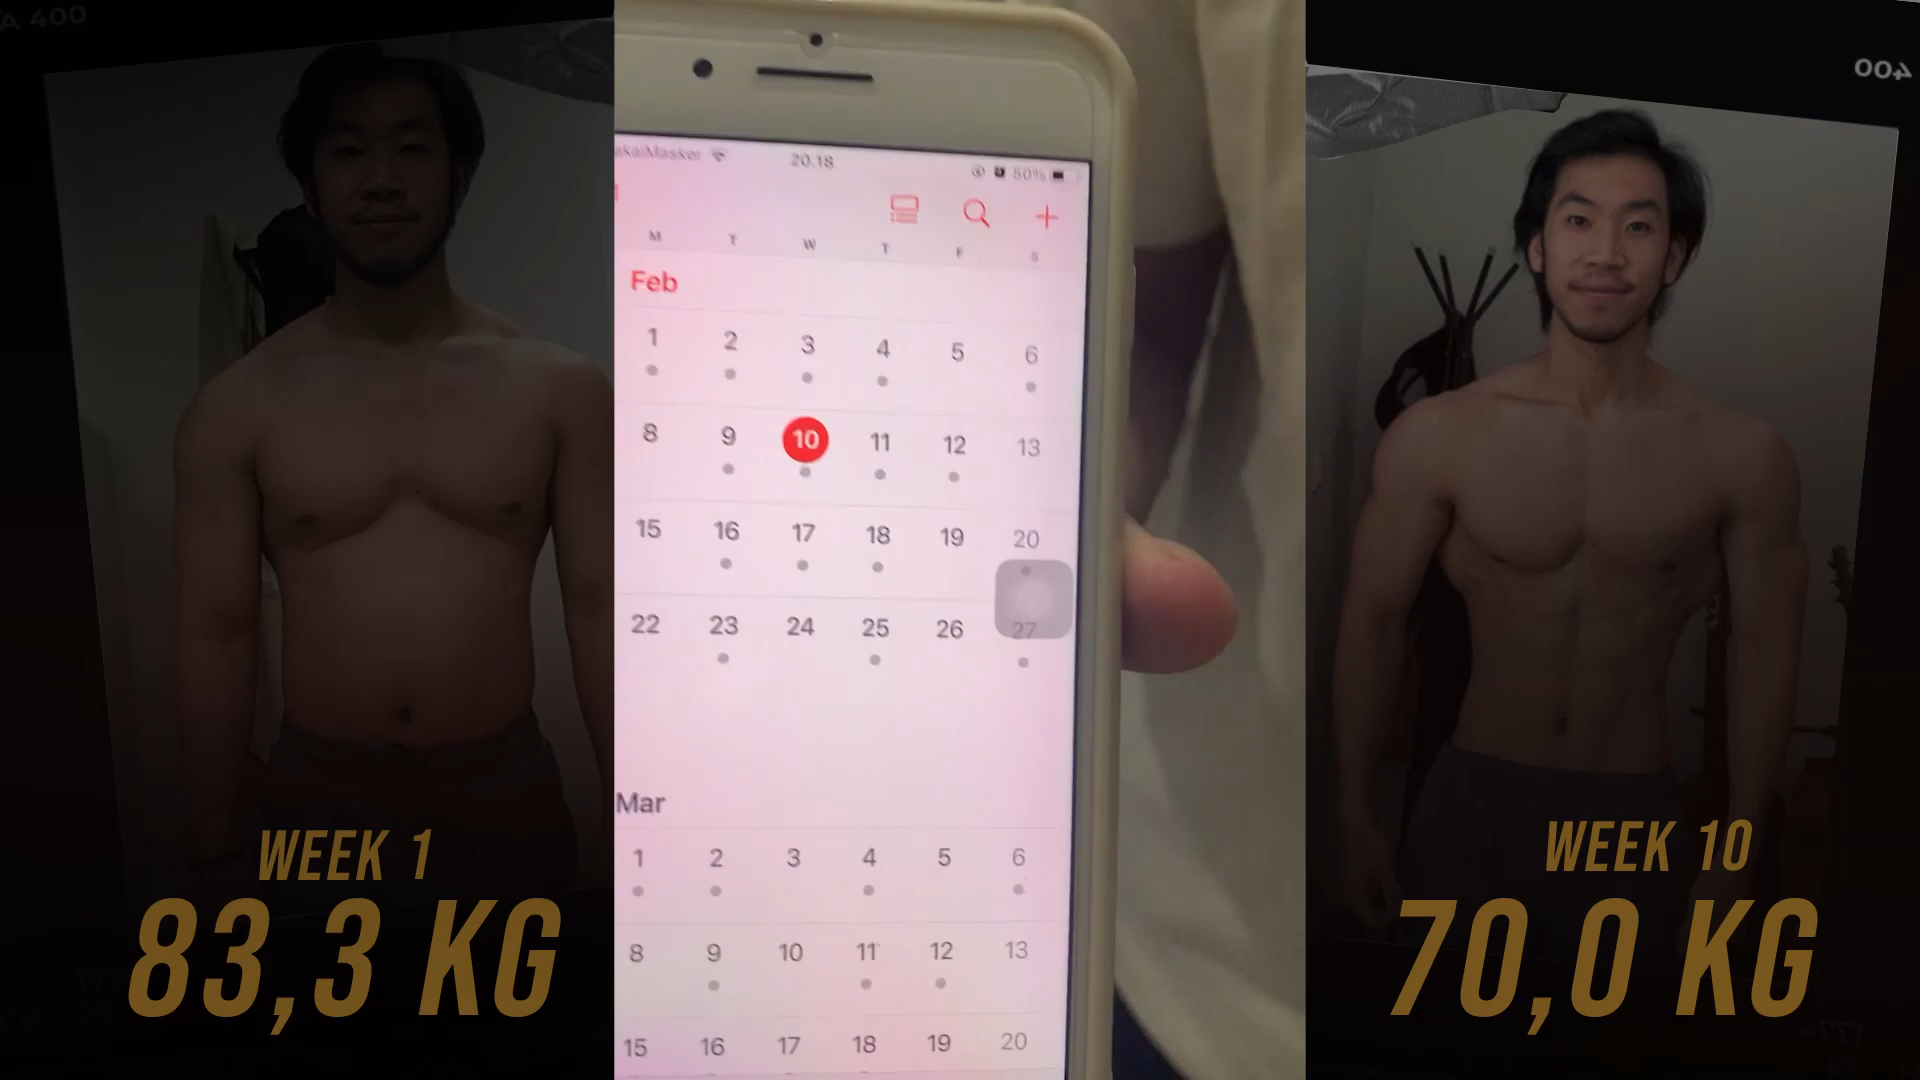 A 400
400
akaiMasker
20.18
50%
M T W T F S
Feb
1 2 3 4 5 6
8 9 10 11 12 13
15 16 17 18 19 20
22 23 24 25 26 27
Mar
1 2 3 4 5 6
8 9 10 11 12 13
15 16 17 18 19 20
WEEK 1
83,3 KG
WEEK 10
70,0 KG